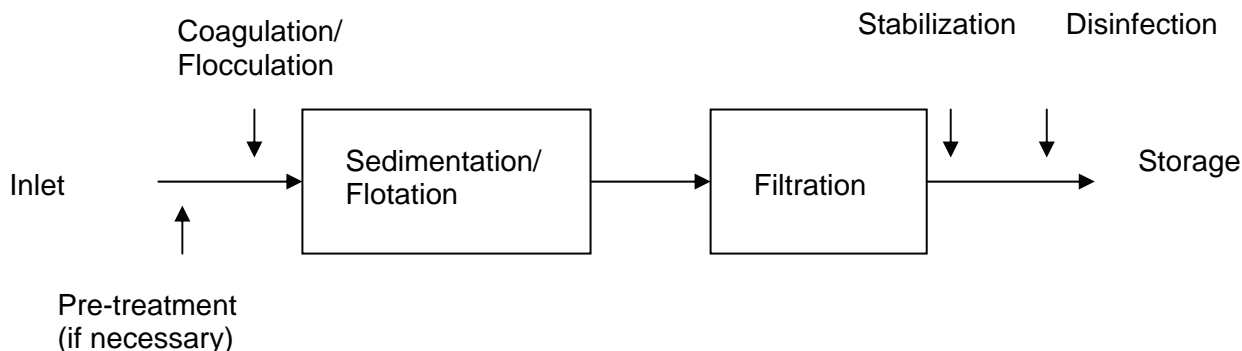 Coagulation/
Flocculation
Stabilization
Disinfection
Inlet
Sedimentation/
Flotation
Filtration
Storage
Pre-treatment
(if necessary)